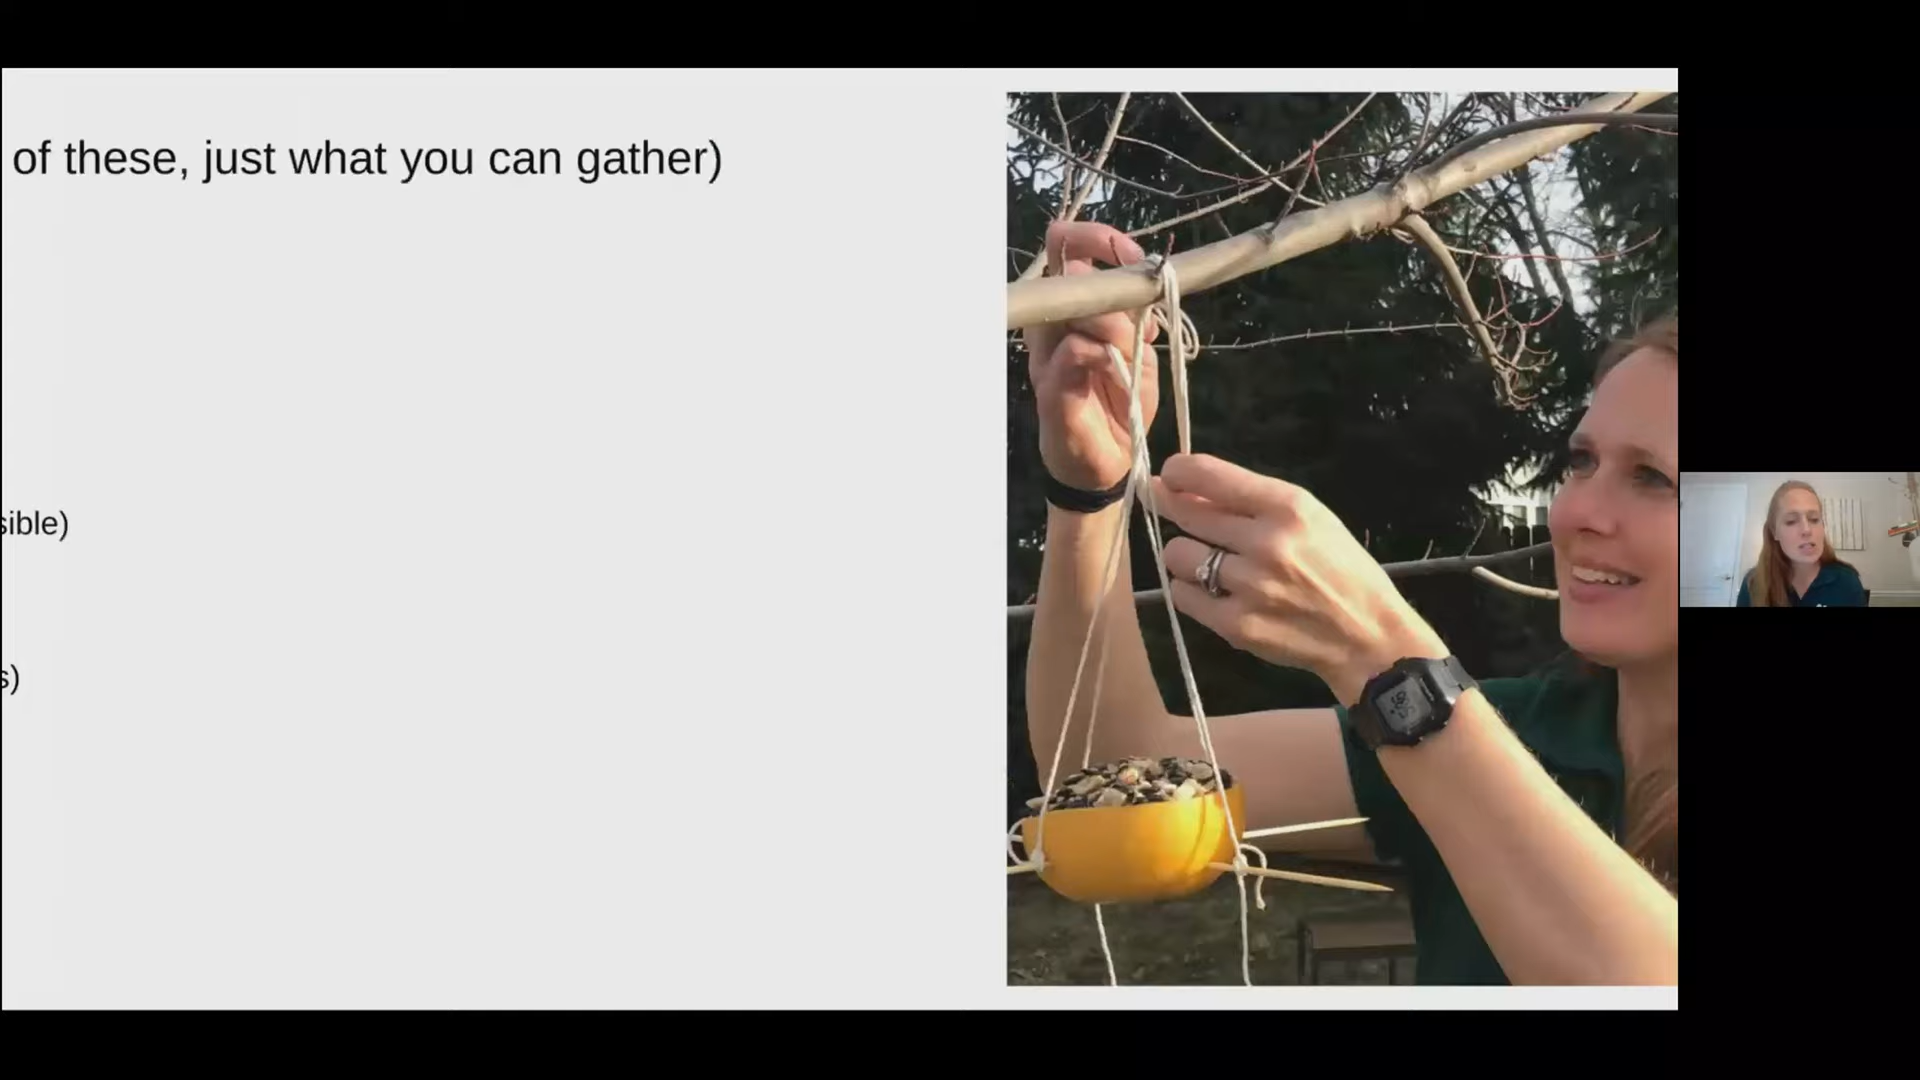 of these, just what you can gather)
sible)
s)